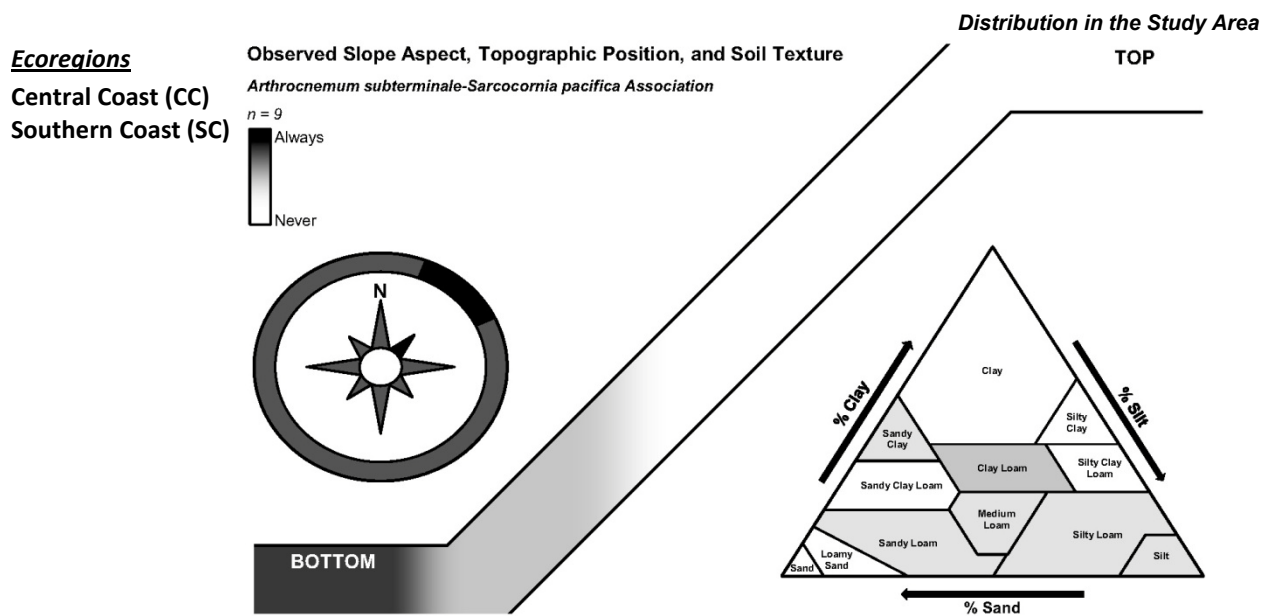 Distribution in the Study Area
Ecoregions
Central Coast (CC)
Southern Coast (SC)
Observed Slope Aspect, Topographic Position, and Soil Texture
Arthrocnemum subterminale-Sarcocornia pacifica Association
n = 9
Always
Never
TOP
N
BOTTOM
% Clay
% Silt
% Sand
Clay
Silty
Clay
Sandy
Clay
Clay Loam
Silty Clay
Loam
Sandy Clay Loam
Medium
Loam
Sandy Loam
Silty Loam
Sand
Loamy
Sand
Silt